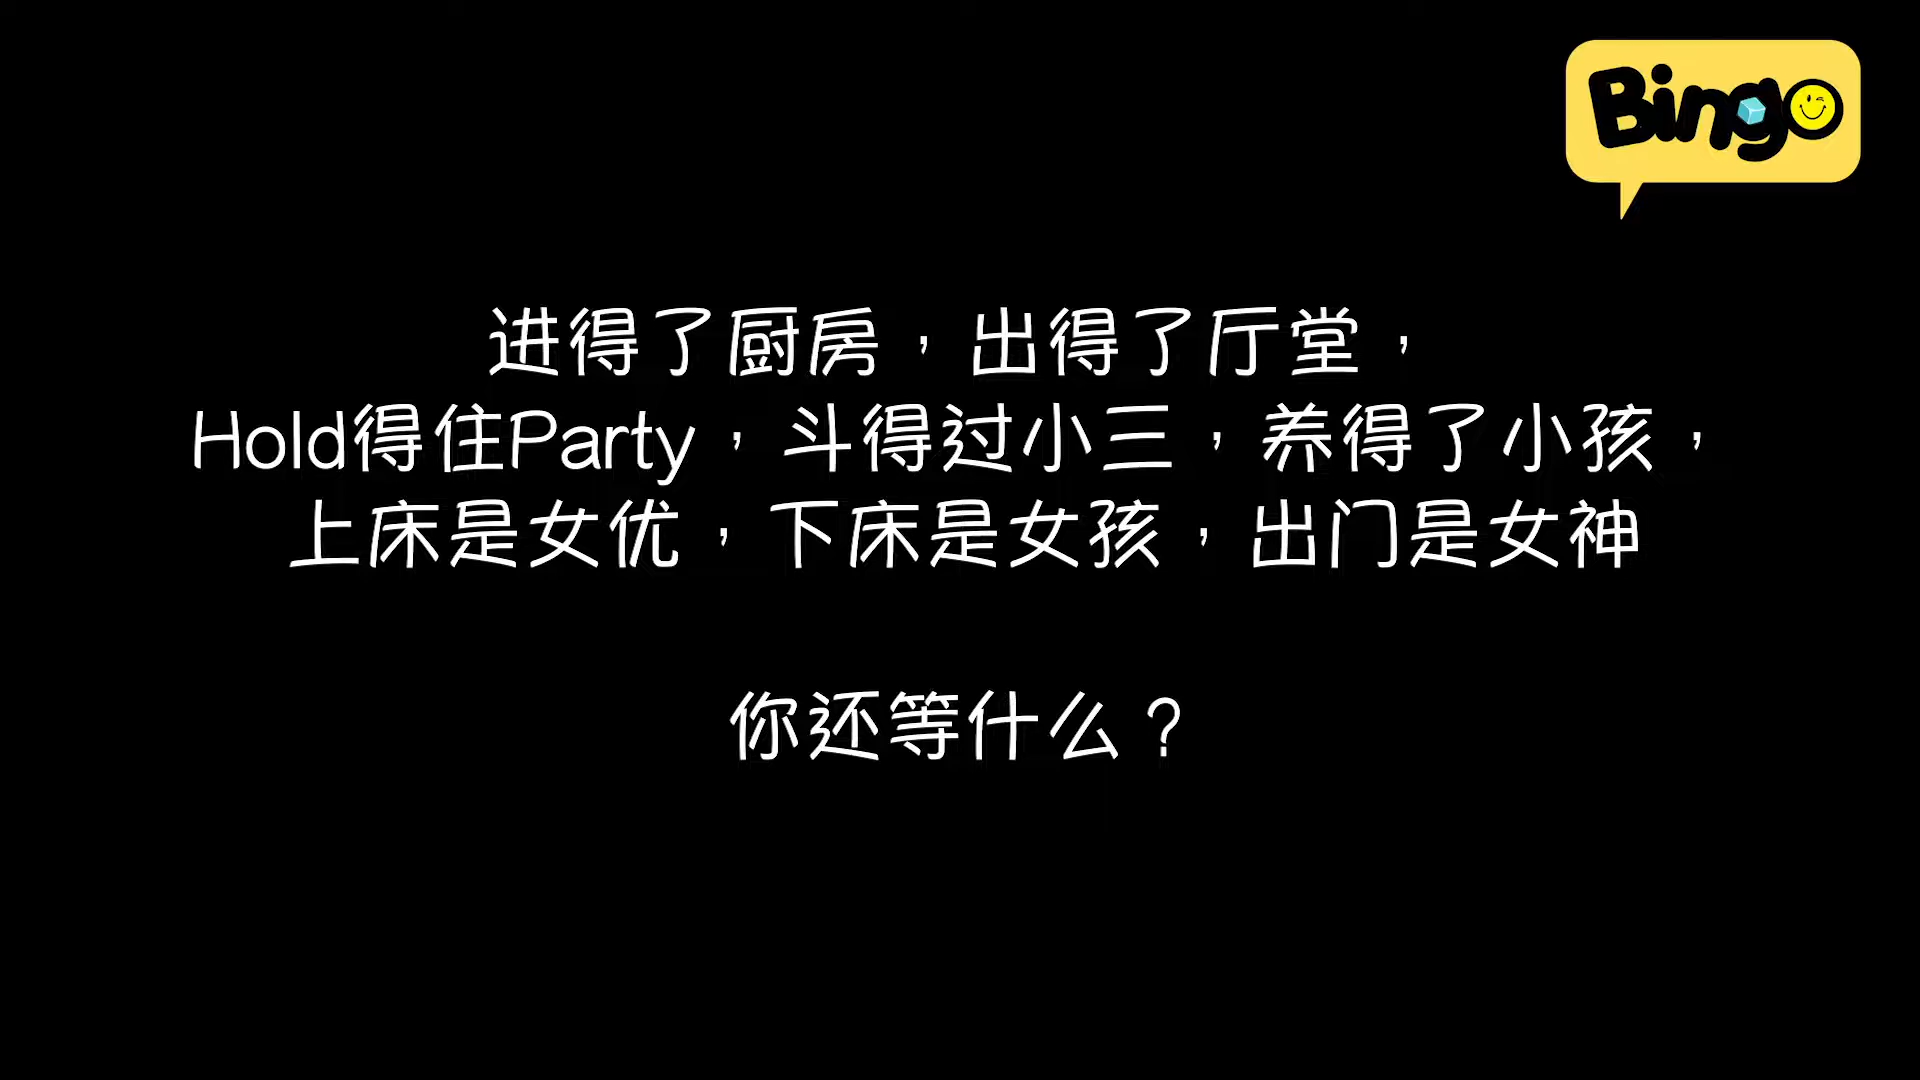 Bingo
进得了厨房，出得了厅堂，
Hold得住Party，斗得过小三，养得了小孩，
上床是女优，下床是女孩，出门是女神
你还等什么？